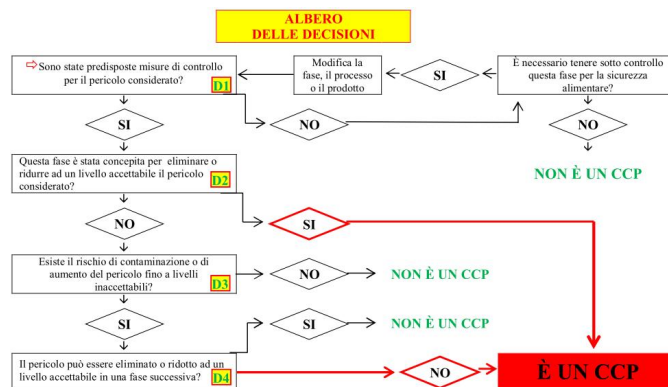 ALBERO
DELLE DECISIONI
⇨Sono state predisposte misure di controllo
per il pericolo considerato?
D1
Modifica la
fase, il processo
o il prodotto
SI
È necessario tenere sotto controllo
questa fase per la sicurezza
alimentare?
SI
NO
NO
NON È UN CCP
Questa fase è stata concepita per eliminare o
ridurre ad un livello accettabile il pericolo
considerato?
D2
NO
SI
Esiste il rischio di contaminazione o di
aumento del pericolo fino a livelli
inaccettabili?
D3
NO
NON È UN CCP
SI
SI
NON È UN CCP
Il pericolo può essere eliminato o ridotto ad un
livello accettabile in una fase successiva?
D4
NO
È UN CCP